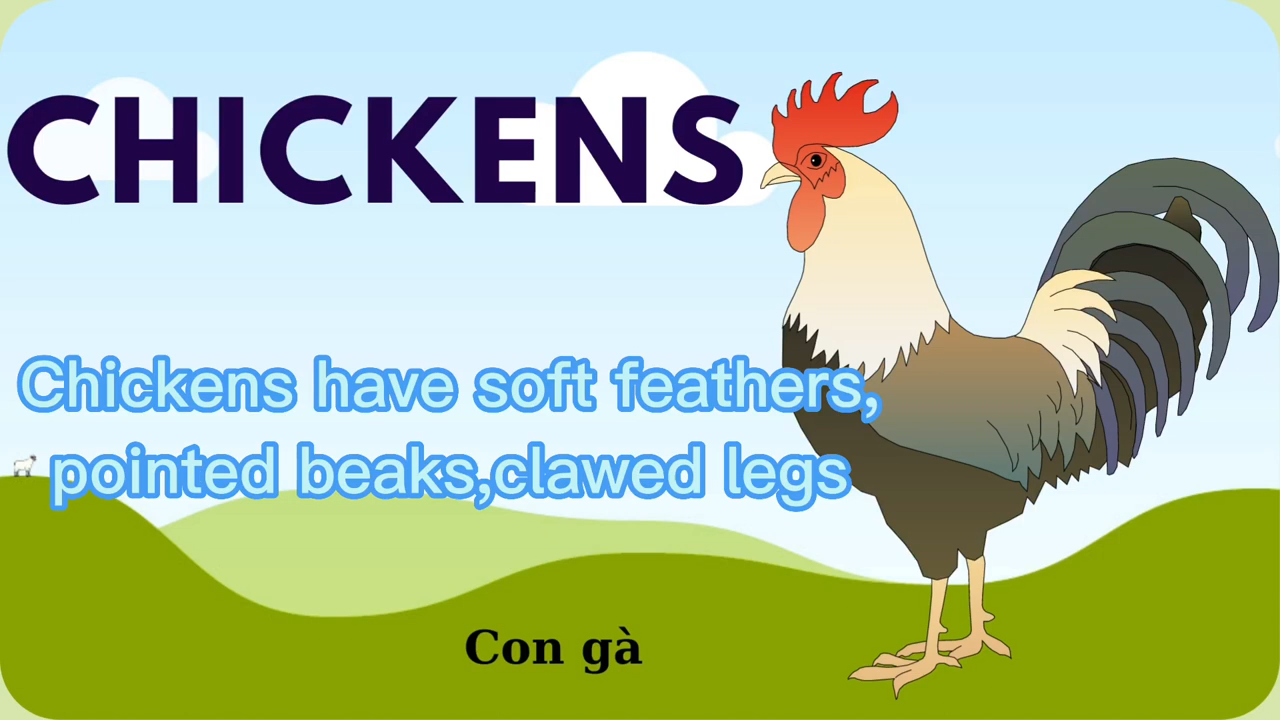 CHICKENS
Chickens have soft feathers,
pointed beaks,clawed legs
Con gà